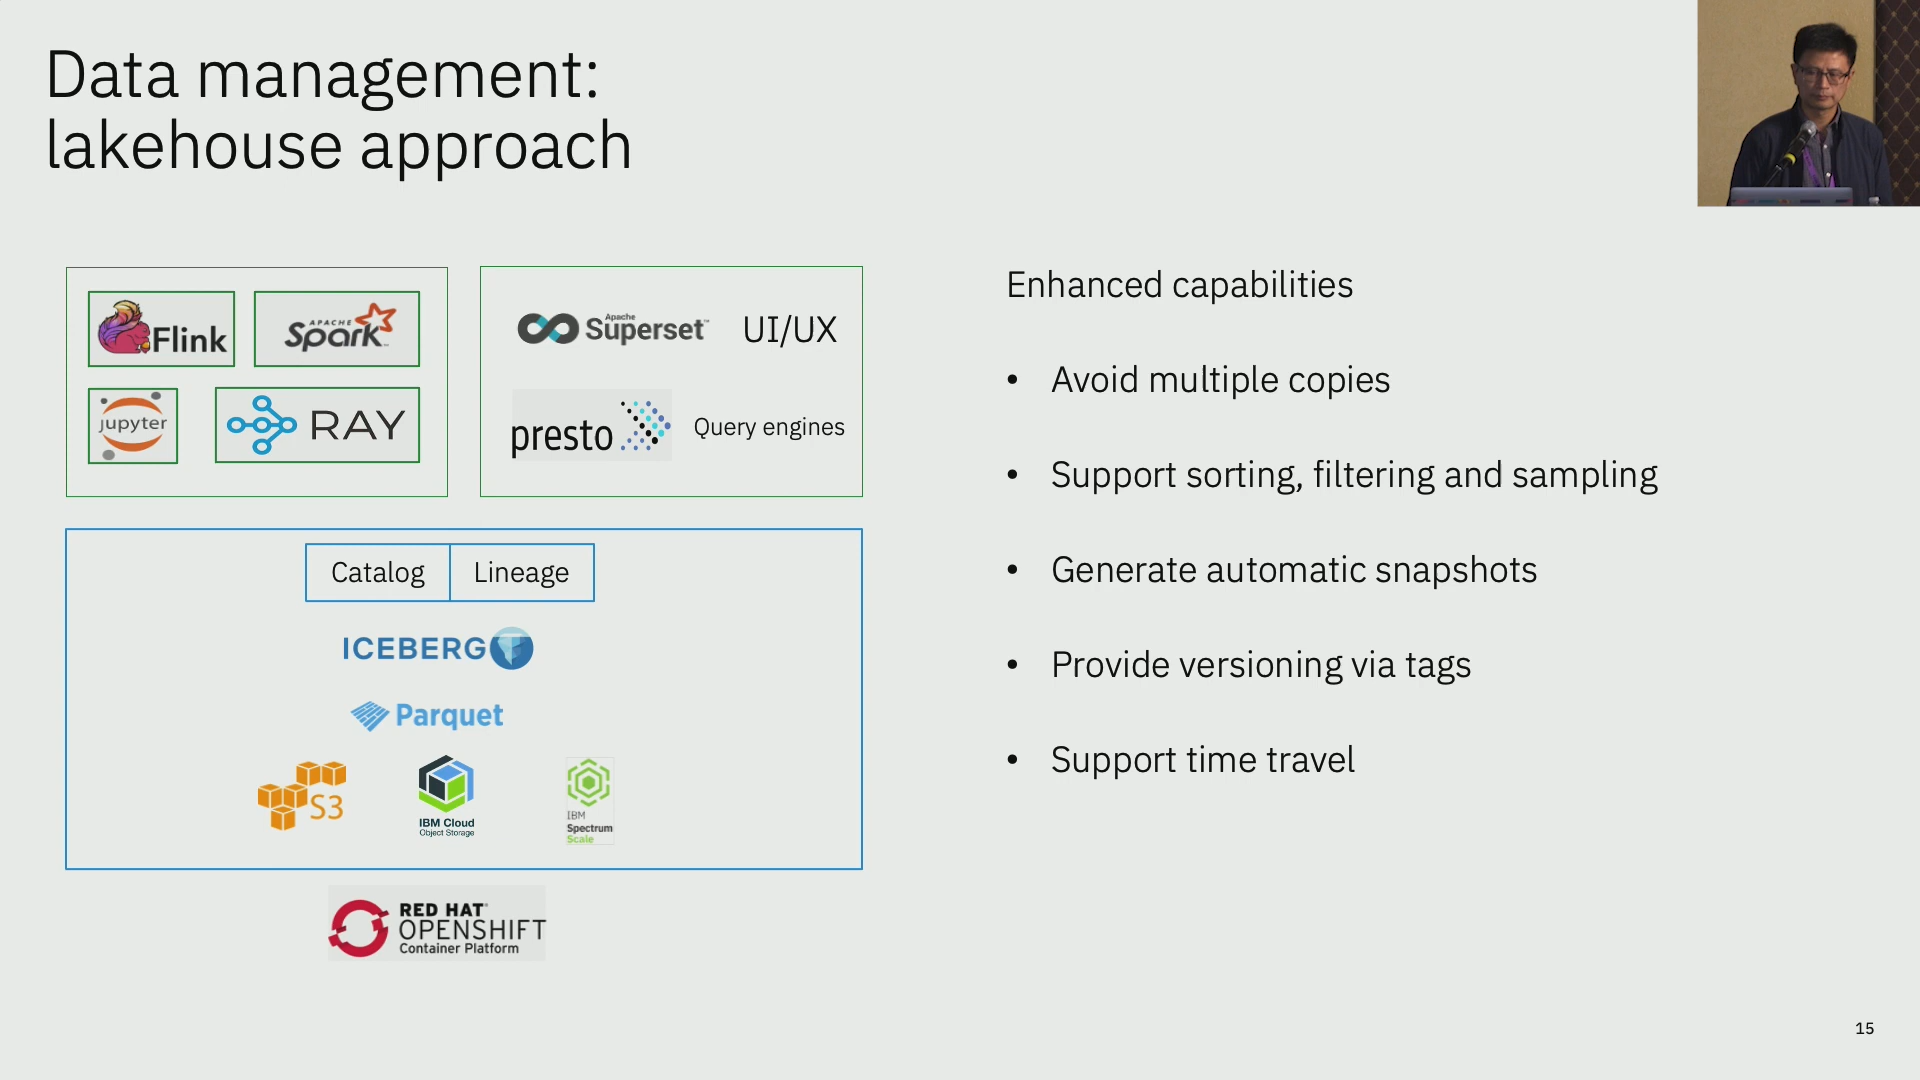 Data management:
lakehouse approach
Flink
APACHE
Spark™
jupyter
RAY
Apache
Superset™
UI/UX
presto
Query engines
Catalog
Lineage
ICEBERG
Parquet
S3
IBM Cloud
Object Storage
IBM
Spectrum
Scale
RED HAT®
OPENSHIFT
Container Platform
Enhanced capabilities
• Avoid multiple copies
• Support sorting, filtering and sampling
• Generate automatic snapshots
• Provide versioning via tags
• Support time travel
15